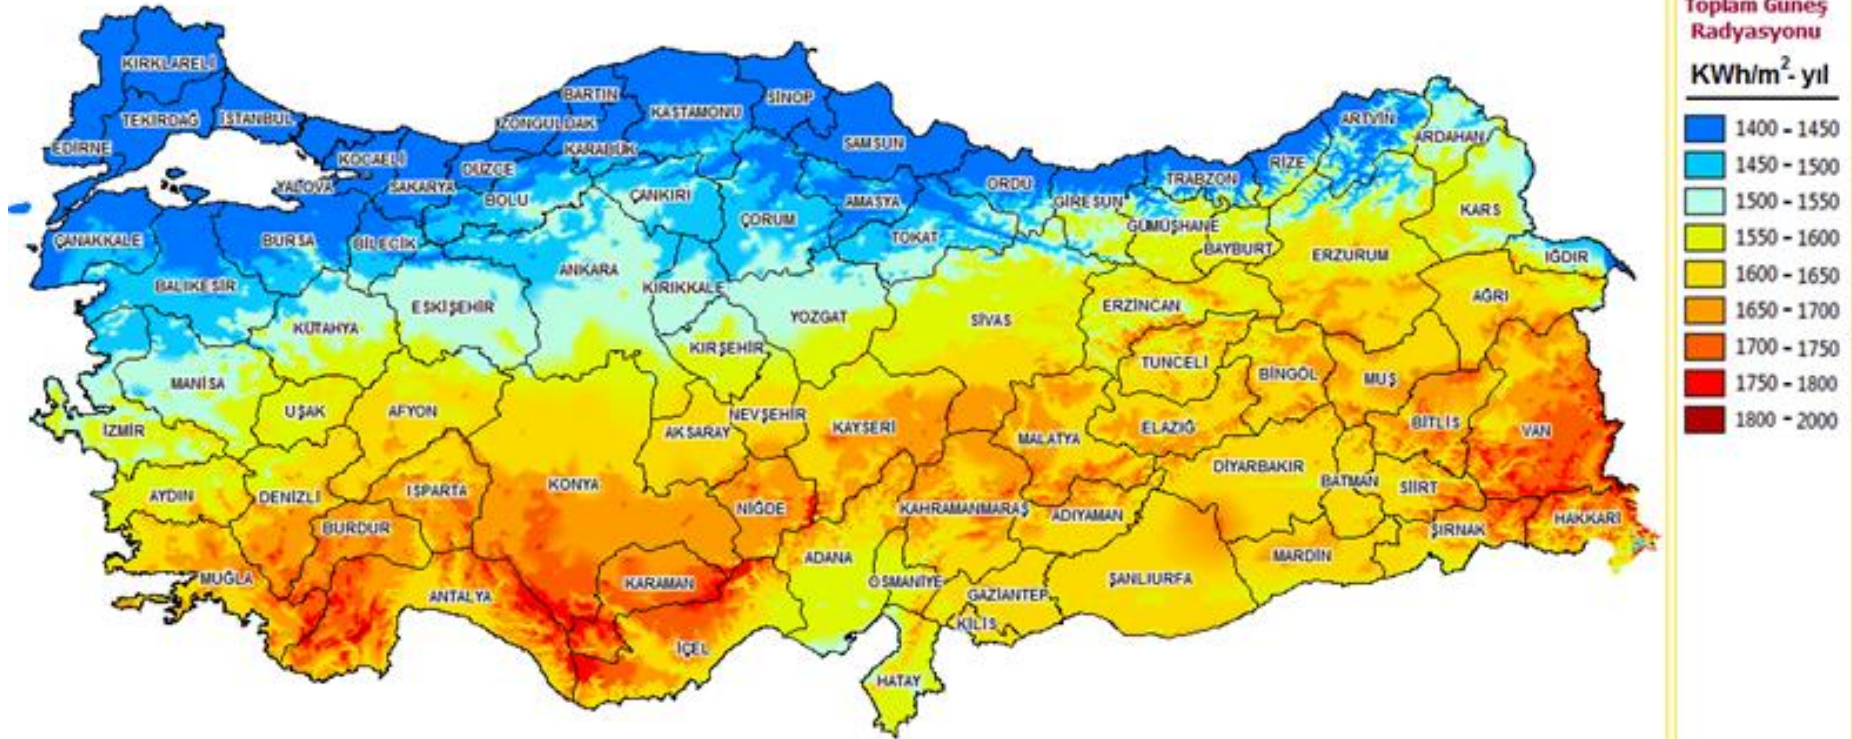 KIRKLARELİ
TEKİRDAĞ
İSTANBUL
EDİRNE
KOCAELİ
YALOVA
SAKARYA
DÜZCE
BOLU
ZONGULDAK
BARTIN
KARABÜK
KASTAMONU
SİNOP
SAMSUN
ÇANKIRI
ÇORUM
AMASYA
TOKAT
ORDU
GİRESUN
TRABZON
RİZE
ARTVİN
ARDAHAN
GÜMÜŞHANE
BAYBURT
ERZURUM
KARS
IĞDIR
AĞRI
ÇANAKKALE
BURSA
BİLECİK
BALIKESİR
KÜTAHYA
ESKİŞEHİR
ANKARA
KIRIKKALE
YOZGAT
KIRŞEHİR
SİVAS
ERZİNCAN
TUNCELİ
BİNGÖL
MUŞ
BİTLİS
VAN
MANİSA
İZMİR
UŞAK
AFYON
AKSARAY
NEVŞEHİR
KAYSERİ
MALATYA
ELAZIĞ
DİYARBAKIR
BATMAN
SİİRT
ŞIRNAK
HAKKARİ
AYDIN
DENİZLİ
ISPARTA
BURDUR
KONYA
NİĞDE
KAHRAMANMARAŞ
ADIYAMAN
MARDİN
ŞANLIURFA
MUĞLA
ANTALYA
KARAMAN
İÇEL
ADANA
OSMANİYE
GAZİANTEP
KİLİS
HATAY
Toplam Güneş
Radyasyonu
KWh/m²- yıl
1400 - 1450
1450 - 1500
1500 - 1550
1550 - 1600
1600 - 1650
1650 - 1700
1700 - 1750
1750 - 1800
1800 - 2000